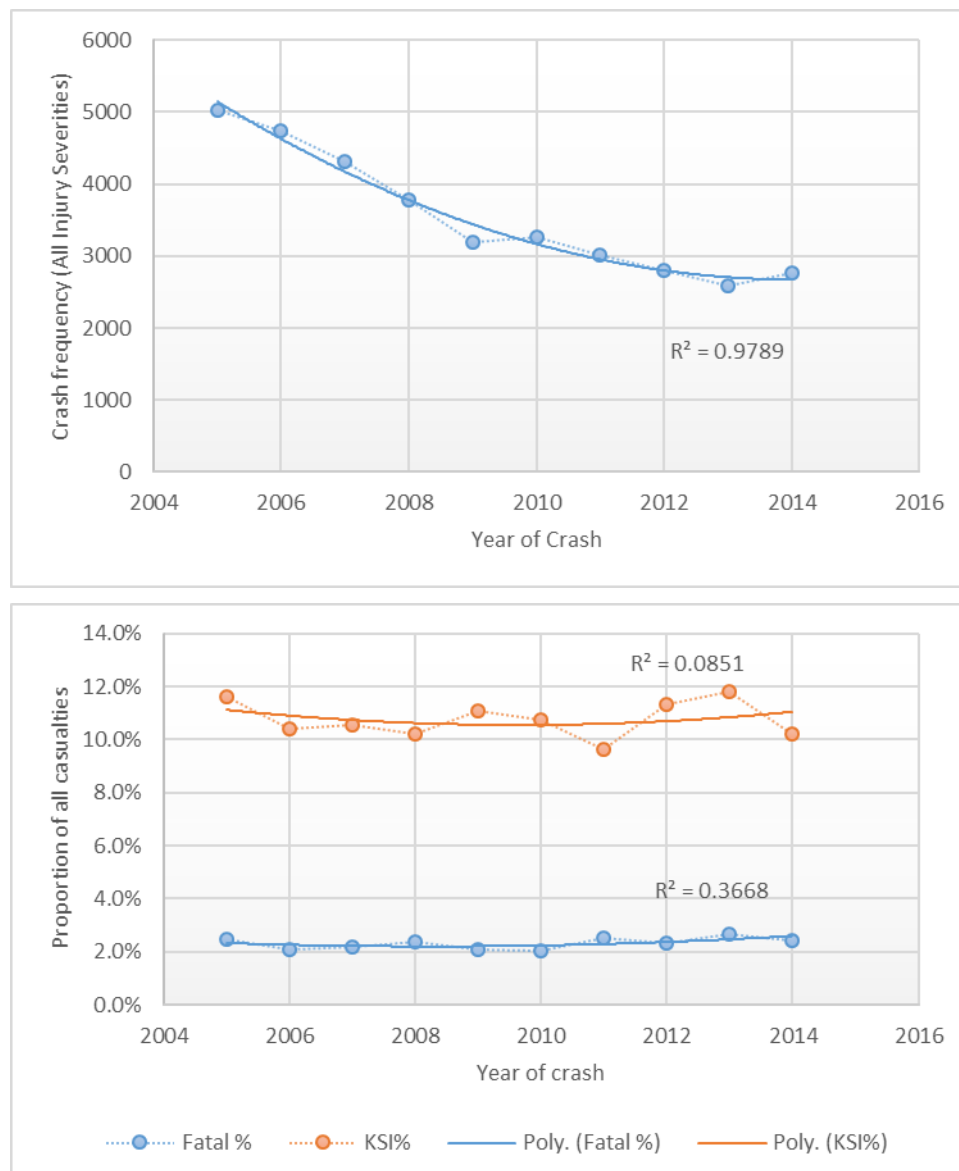 Crash frequency (All Injury Severities)
6000
5000
4000
3000
2000
1000
0
R² = 0.9789
2004 2006 2008 2010 2012 2014 2016
Year of Crash
Proportion of all casualties
14.0%
12.0%
10.0%
8.0%
6.0%
4.0%
2.0%
0.0%
R² = 0.0851
R² = 0.3668
2004 2006 2008 2010 2012 2014 2016
Year of crash
Fatal % KSI% Poly. (Fatal %) Poly. (KSI%)